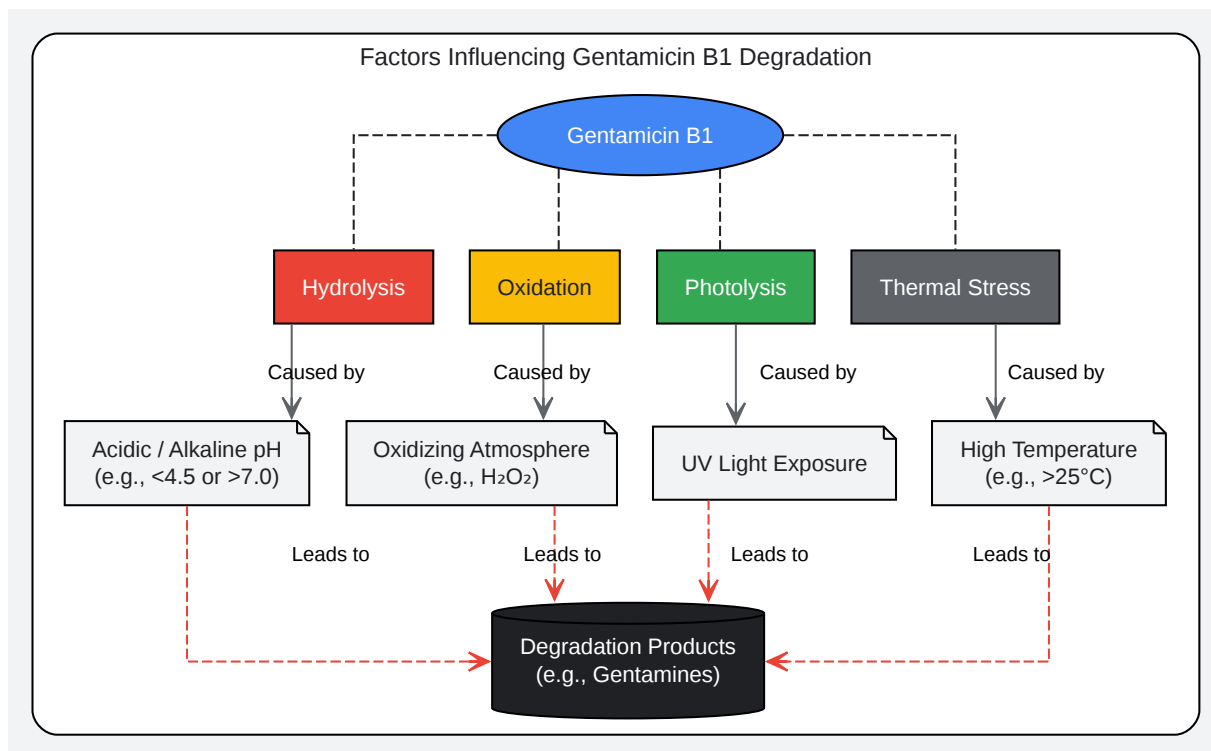 Factors Influencing Gentamicin B1 Degradation
Gentamicin B1
Hydrolysis
Oxidation
Photolysis
Thermal Stress
Caused by
Caused by
Caused by
Caused by
Acidic / Alkaline pH
(e.g., <4.5 or >7.0)
Oxidizing Atmosphere
(e.g., H₂O₂)
UV Light Exposure
High Temperature
(e.g., >25°C)
Leads to
Leads to
Leads to
Leads to
Degradation Products
(e.g., Gentamines)